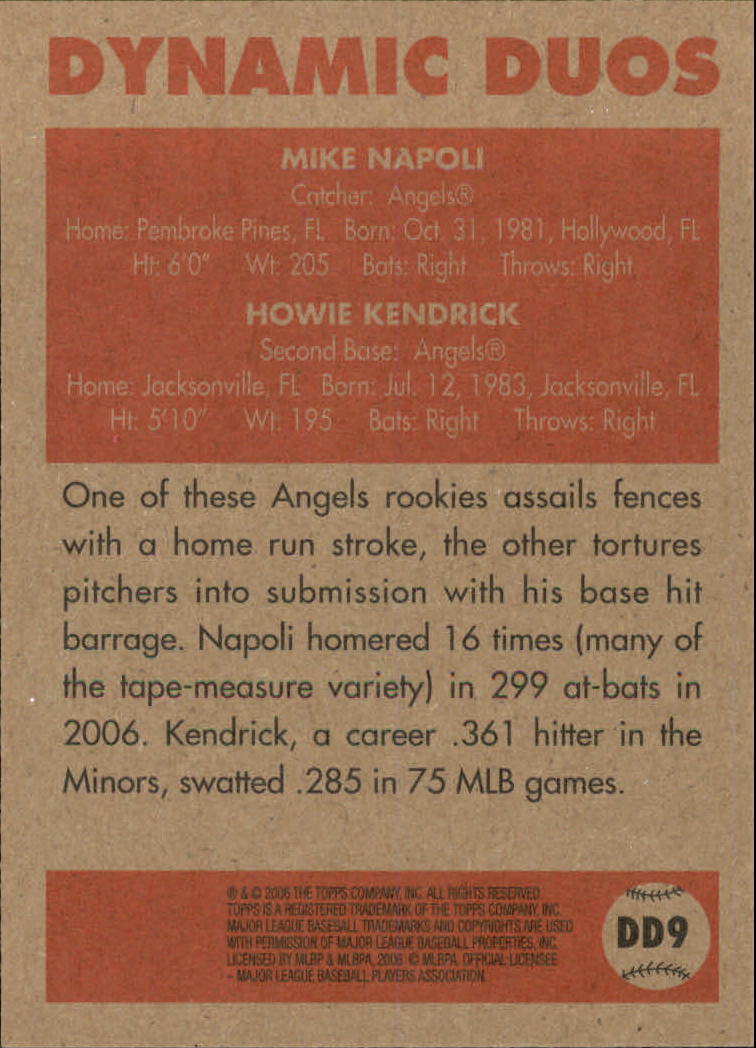 DYNAMIC DUOS
MIKE NAPOLI
Catcher: Angels®
Home: Pembroke Pines, FL Born: Oct. 31, 1981, Hollywood, FL
Ht: 6'0" Wt: 205 Bats: Right Throws: Right
HOWIE KENDRICK
Second Base: Angels®
Home: Jacksonville, FL Born: Jul. 12, 1983, Jacksonville, FL
Ht: 5'10" Wt: 195 Bats: Right Throws: Right
One of these Angels rookies assails fences
with a home run stroke, the other tortures
pitchers into submission with his base hit
barrage. Napoli homered 16 times (many of
the tape-measure variety) in 299 at-bats in
2006. Kendrick, a career .361 hitter in the
Minors, swatted .285 in 75 MLB games.
® & © 2006 THE TOPPS COMPANY, INC. ALL RIGHTS RESERVED.
TOPPS IS A REGISTERED TRADEMARK OF THE TOPPS COMPANY, INC.
MAJOR LEAGUE BASEBALL TRADEMARKS AND COPYRIGHTS ARE USED
WITH PERMISSION OF MAJOR LEAGUE BASEBALL PROPERTIES, INC.
LICENSED BY MLBP & MLBPA, 2006 © MLBPA. OFFICIAL LICENSEE
– MAJOR LEAGUE BASEBALL PLAYERS ASSOCIATION.
DD9